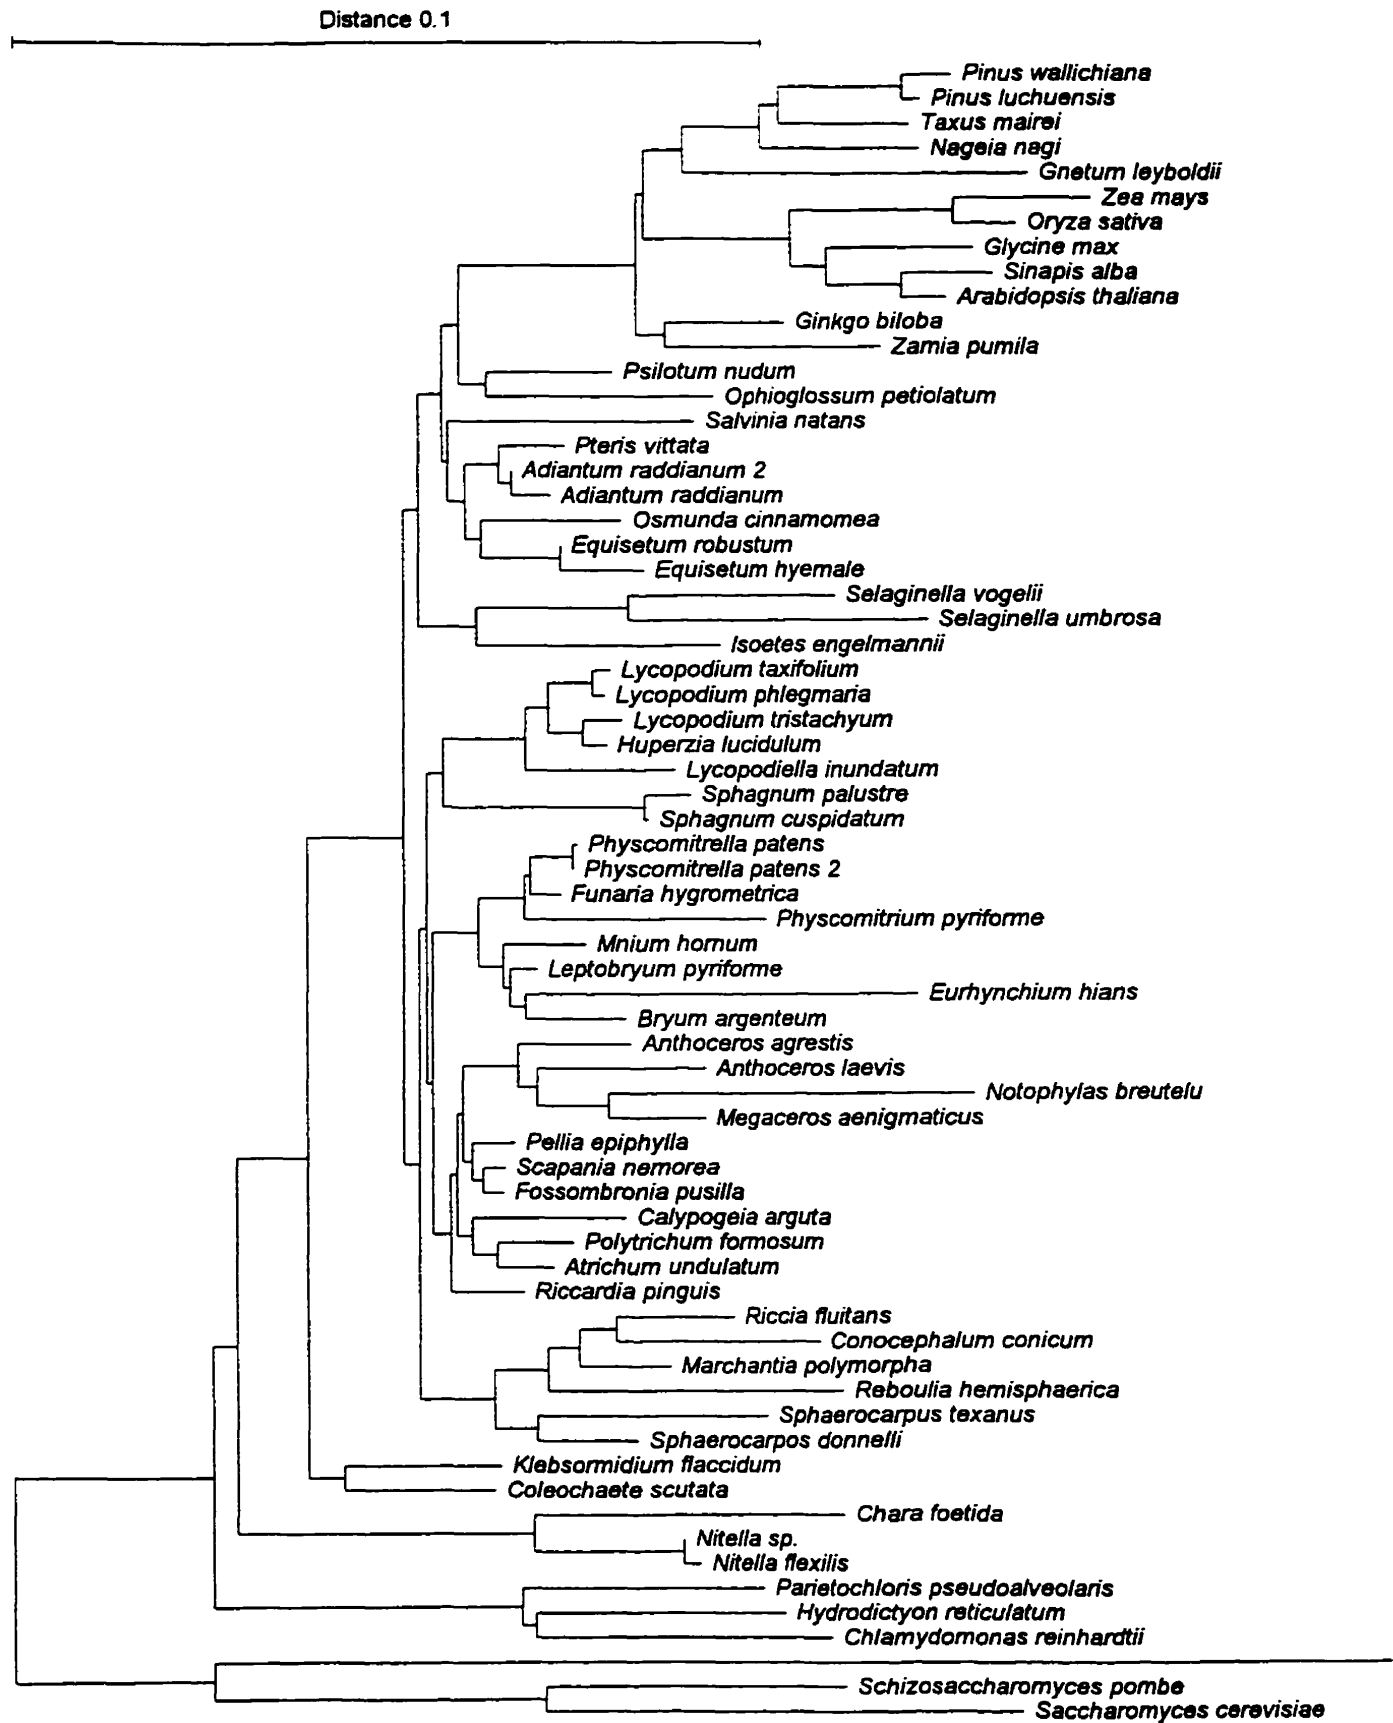 Distance 0.1
Pinus wallichiana
Pinus luchuensis
Taxus mairei
Nageia nagi
Gnetum leyboldii
Zea mays
Oryza sativa
Glycine max
Sinapis alba
Arabidopsis thaliana
Ginkgo biloba
Zamia pumila
Psilotum nudum
Ophioglossum petiolatum
Salvinia natans
Pteris vittata
Adiantum raddianum 2
Adiantum raddianum
Osmunda cinnamomea
Equisetum robustum
Equisetum hyemale
Selaginella vogelii
Selaginella umbrosa
Isoetes engelmannii
Lycopodium taxifolium
Lycopodium phlegmaria
Lycopodium tristachyum
Huperzia lucidulum
Lycopodiella inundatum
Sphagnum palustre
Sphagnum cuspidatum
Physcomitrella patens
Physcomitrella patens 2
Funaria hygrometrica
Physcomitrium pyriforme
Mnium hornum
Leptobryum pyriforme
Eurhynchium hians
Bryum argenteum
Anthoceros agrestis
Anthoceros laevis
Notophylas breutelu
Megaceros aenigmaticus
Pellia epiphylla
Scapania nemorea
Fossombronia pusilla
Calypogeia arguta
Polytrichum formosum
Atrichum undulatum
Riccardia pinguis
Riccia fluitans
Conocephalum conicum
Marchantia polymorpha
Reboulia hemisphaerica
Sphaerocarpus texanus
Sphaerocarpos donnelli
Klebsormidium flaccidum
Coleochaete scutata
Chara foetida
Nitella sp.
Nitella flexilis
Parietochloris pseudoalveolaris
Hydrodictyon reticulatum
Chlamydomonas reinhardtii
Schizosaccharomyces pombe
Saccharomyces cerevisiae